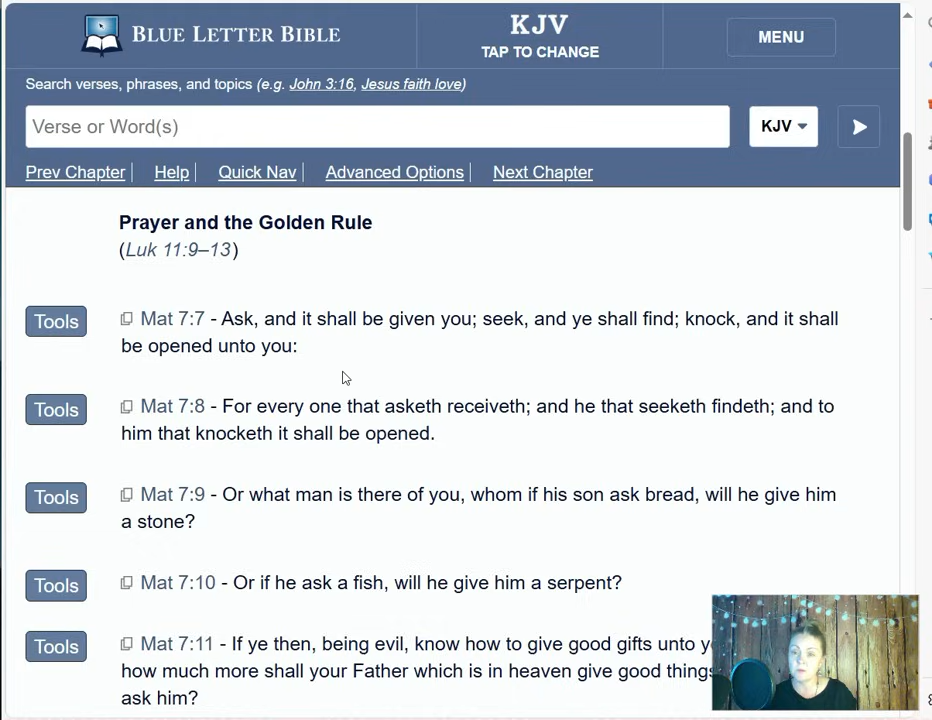 BLUE LETTER BIBLE
KJV
TAP TO CHANGE
MENU
Search verses, phrases, and topics (e.g. John 3:16, Jesus faith love)
Verse or Word(s)
KJV
Prev Chapter
Help
Quick Nav
Advanced Options
Next Chapter
Prayer and the Golden Rule
(Luk 11:9–13)
Tools
Mat 7:7 - Ask, and it shall be given you; seek, and ye shall find; knock, and it shall
be opened unto you:
Tools
Mat 7:8 - For every one that asketh receiveth; and he that seeketh findeth; and to
him that knocketh it shall be opened.
Tools
Mat 7:9 - Or what man is there of you, whom if his son ask bread, will he give him
a stone?
Tools
Mat 7:10 - Or if he ask a fish, will he give him a serpent?
Tools
Mat 7:11 - If ye then, being evil, know how to give good gifts unto
how much more shall your Father which is in heaven give good things
ask him?